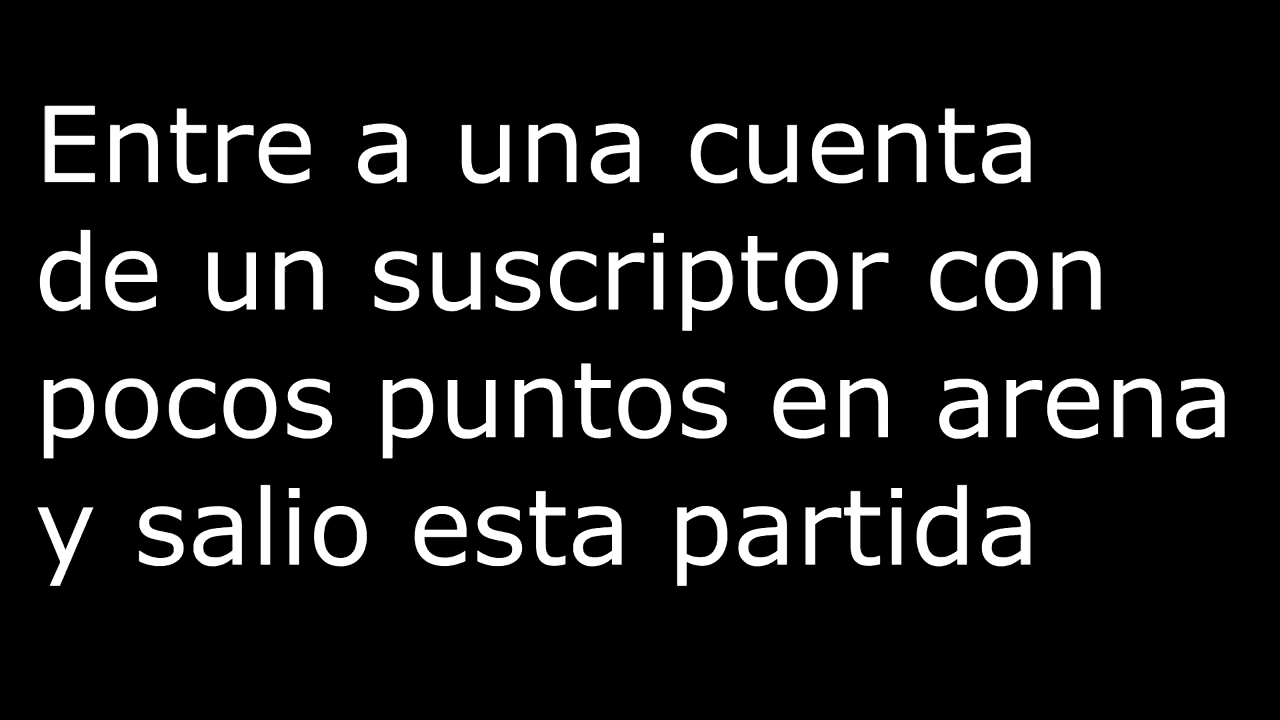 Entre a una cuenta
de un suscriptor con
pocos puntos en arena
y salio esta partida